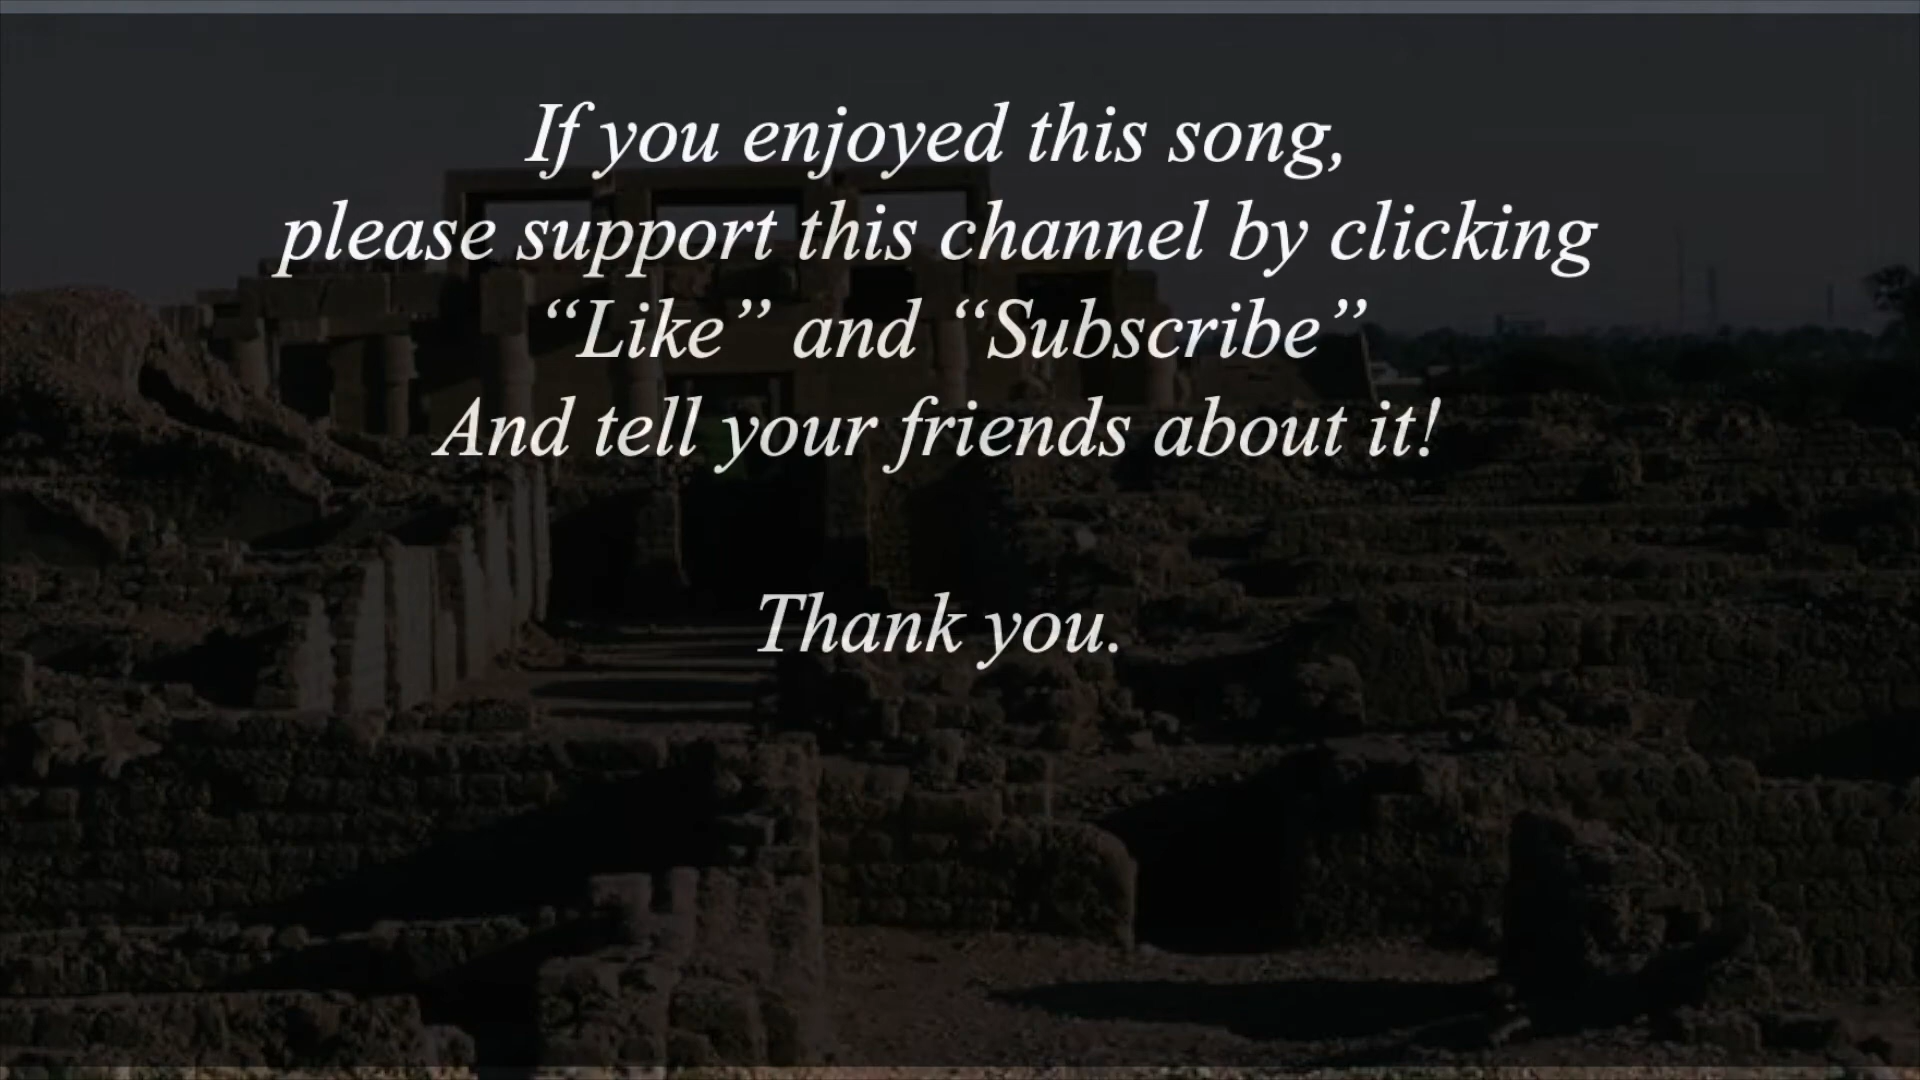 If you enjoyed this song,
please support this channel by clicking
“Like” and “Subscribe”
And tell your friends about it!
Thank you.